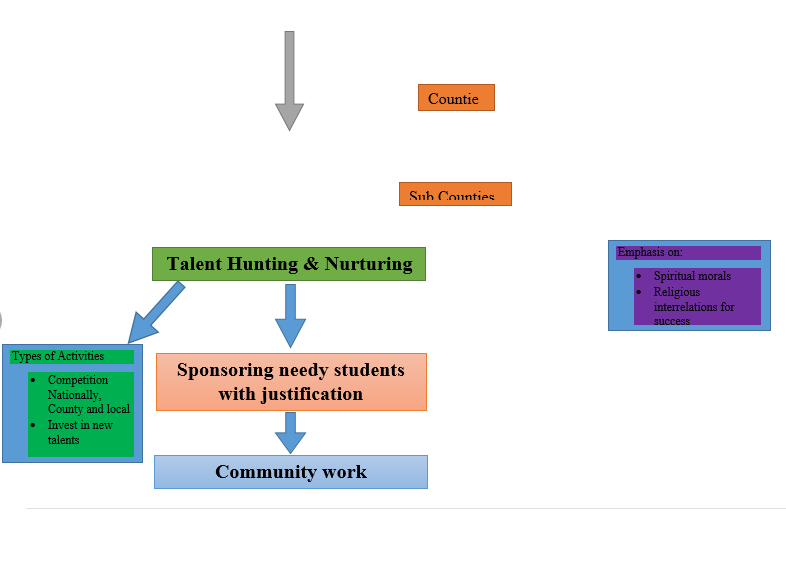 Countie
Sub Counties
Talent Hunting & Nurturing
Emphasis on:
• Spiritual morals
• Religious
interrelations for
success
Types of Activities
• Competition
Nationally,
County and local
• Invest in new
talents
Sponsoring needy students
with justification
Community work